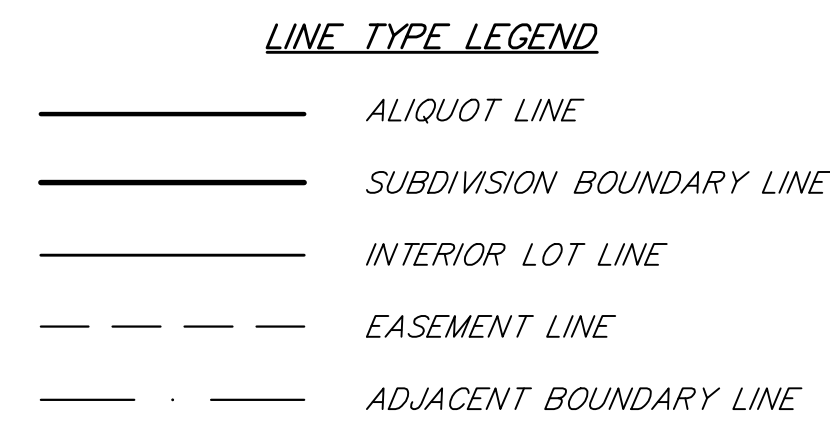 LINE TYPE LEGEND
ALIQUOT LINE
SUBDIVISION BOUNDARY LINE
INTERIOR LOT LINE
EASEMENT LINE
ADJACENT BOUNDARY LINE